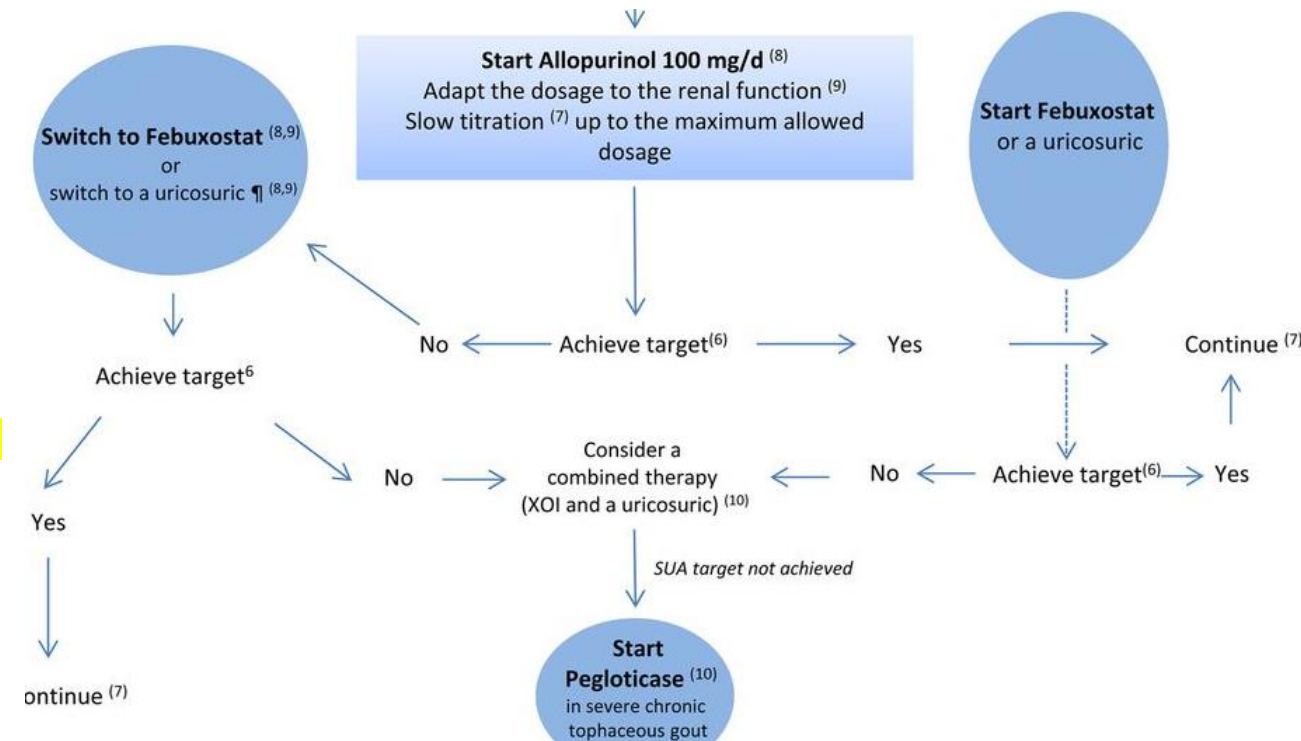 Start Allopurinol 100 mg/d (8)
Adapt the dosage to the renal function (9)
Slow titration (7) up to the maximum allowed
dosage
Switch to Febuxostat (8,9)
or
switch to a uricosuric ¶ (8,9)
Start Febuxostat
or a uricosuric
No
Achieve target(6)
Yes
Continue (7)
Achieve target6
No
Consider a
combined therapy
(XOI and a uricosuric) (10)
No
Achieve target(6)
Yes
Yes
SUA target not achieved
ontinue (7)
Start
Pegloticase (10)
in severe chronic
tophaceous gout